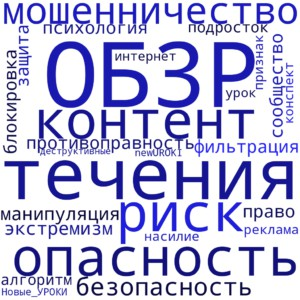 мошенничество
психология подросток
защита
ОБЗР
интернет
признак
сообщество
конспект
блокировка
урок
контент
противоправность
фильтрация
деструктивные newUROKI
течения
манипуляция
риск
право
экстремизм
насилие
реклама
опасность
алгоритм
безопасность
Новые_УРОКИ